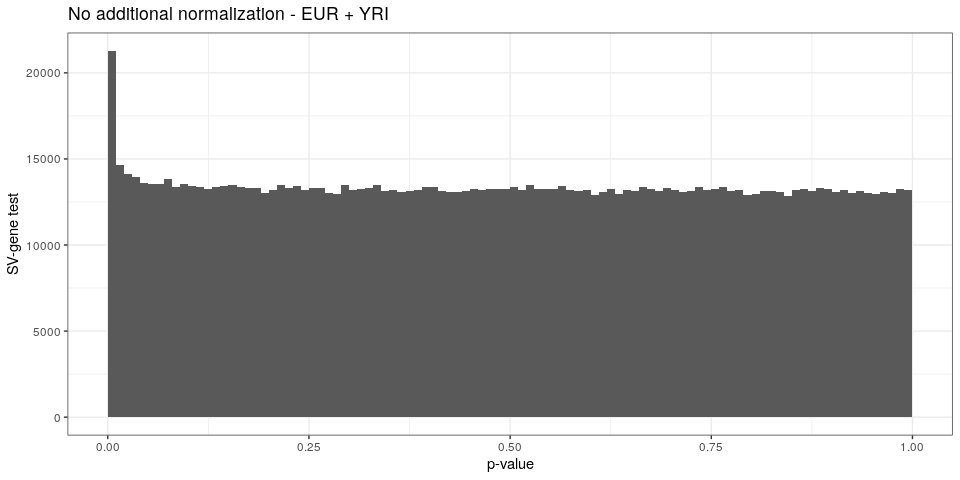 No additional normalization - EUR + YRI
20000
15000
10000
5000
0
SV-gene test
0.00 0.25 0.50 0.75 1.00
p-value